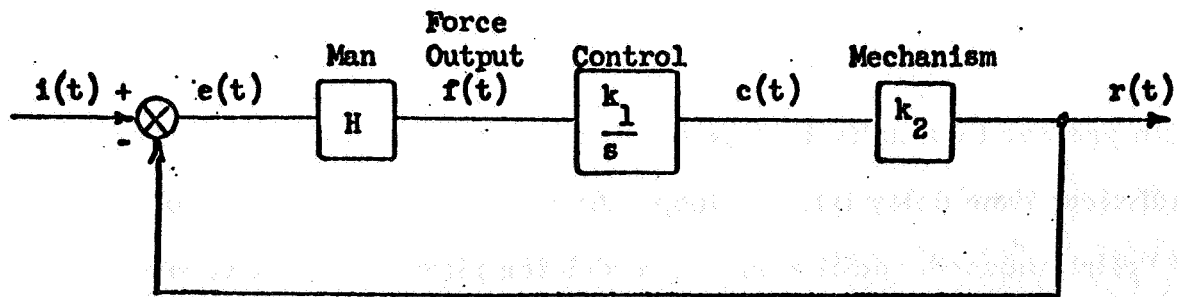 Force
Man Output Control Mechanism
i(t) + e(t) f(t) c(t) r(t)
H k₁ k₂
s
-